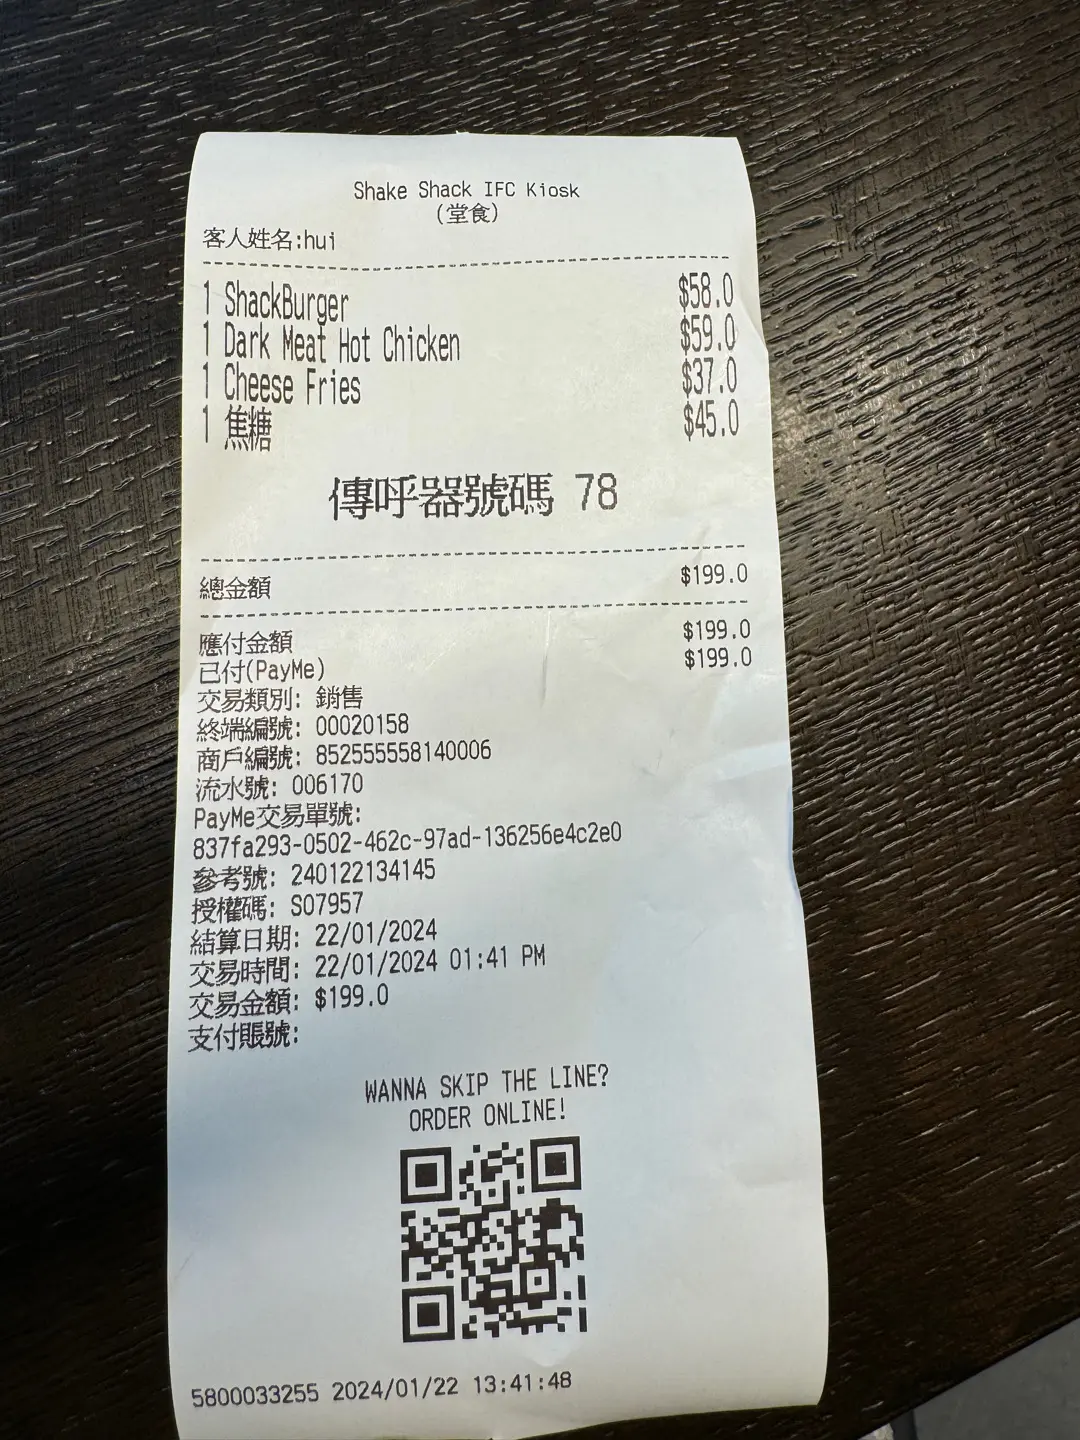 Shake Shack IFC Kiosk
(堂食)
客人姓名:hui
1 ShackBurger $58.0
1 Dark Meat Hot Chicken $59.0
1 Cheese Fries $37.0
1 焦糖 $45.0
傳呼器號碼 78
總金額 $199.0
應付金額 $199.0
已付(PayMe) $199.0
交易類別: 銷售
終端編號: 00020158
商戶編號: 852555558140006
流水號: 006170
PayMe交易單號:
837fa293-0502-462c-97ad-136256e4c2e0
參考號: 240122134145
授權碼: S07957
結算日期: 22/01/2024
交易時間: 22/01/2024 01:41 PM
交易金額: $199.0
支付賬號:
WANNA SKIP THE LINE?
ORDER ONLINE!
5800033255 2024/01/22 13:41:48